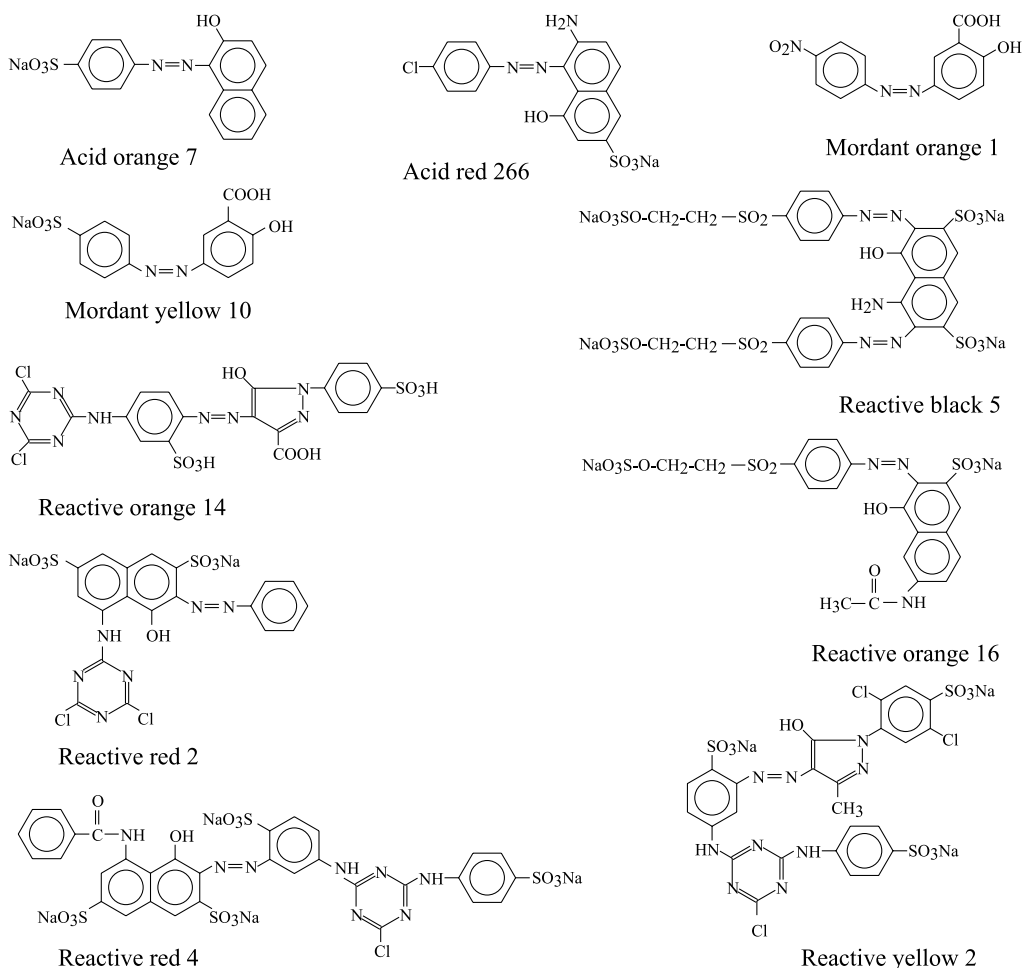 HO
NaO3S
N=N
Acid orange 7
H2N
Cl
N=N
HO
SO3Na
Acid red 266
COOH
O2N
OH
N=N
Mordant orange 1
COOH
NaO3S
OH
N=N
Mordant yellow 10
NaO3SO-CH2-CH2-SO2
N=N
SO3Na
HO
H2N
NaO3SO-CH2-CH2-SO2
N=N
SO3Na
Reactive black 5
Cl
N
N
N
NH
Cl
N=N
SO3H
HO
N
N
COOH
SO3H
Reactive orange 14
NaO3S-O-CH2-CH2-SO2
N=N
SO3Na
HO
O
H3C-C-NH
Reactive orange 16
NaO3S
SO3Na
N=N
NH
OH
N
N
N
Cl
Cl
Reactive red 2
Cl
SO3Na
HO
N
N
Cl
SO3Na
N=N
CH3
NH
N
N
N
NH
SO3Na
Cl
Reactive yellow 2
O
C-NH
OH
NaO3S
N=N
NaO3S
SO3Na
NH
N
N
N
NH
SO3Na
Cl
Reactive red 4